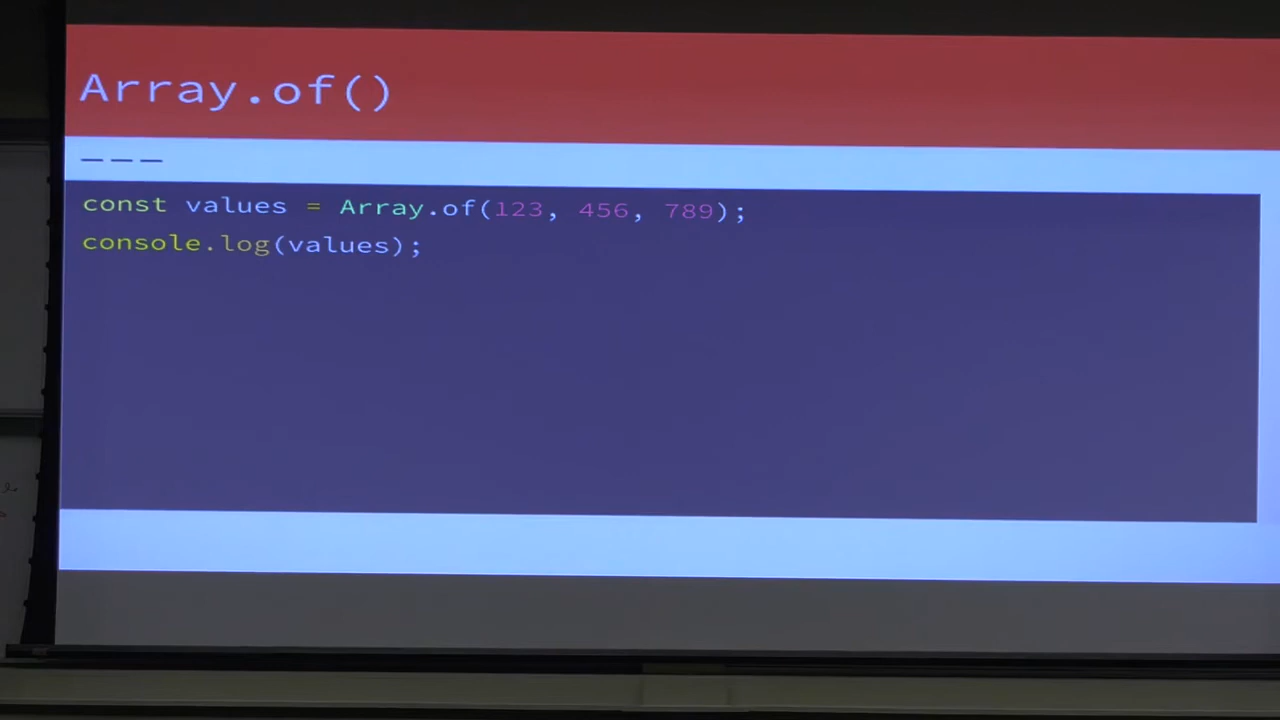 Array.of()
---
const values = Array.of(123, 456, 789);
console.log(values);